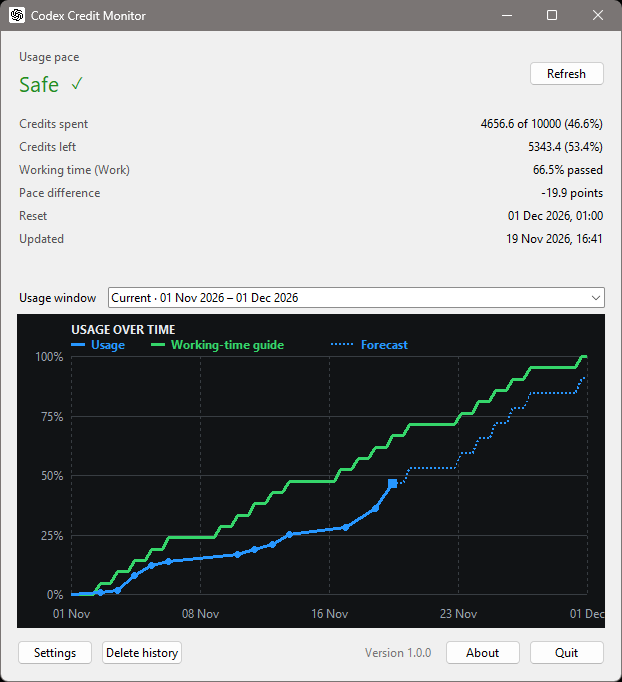 Codex Credit Monitor
Usage pace
Safe ✓
Refresh
Credits spent 4656.6 of 10000 (46.6%)
Credits left 5343.4 (53.4%)
Working time (Work) 66.5% passed
Pace difference -19.9 points
Reset 01 Dec 2026, 01:00
Updated 19 Nov 2026, 16:41
Usage window Current · 01 Nov 2026 – 01 Dec 2026
USAGE OVER TIME
Usage Working-time guide Forecast
100%
75%
50%
25%
0%
01 Nov 08 Nov 16 Nov 23 Nov 01 Dec
Settings Delete history Version 1.0.0 About Quit